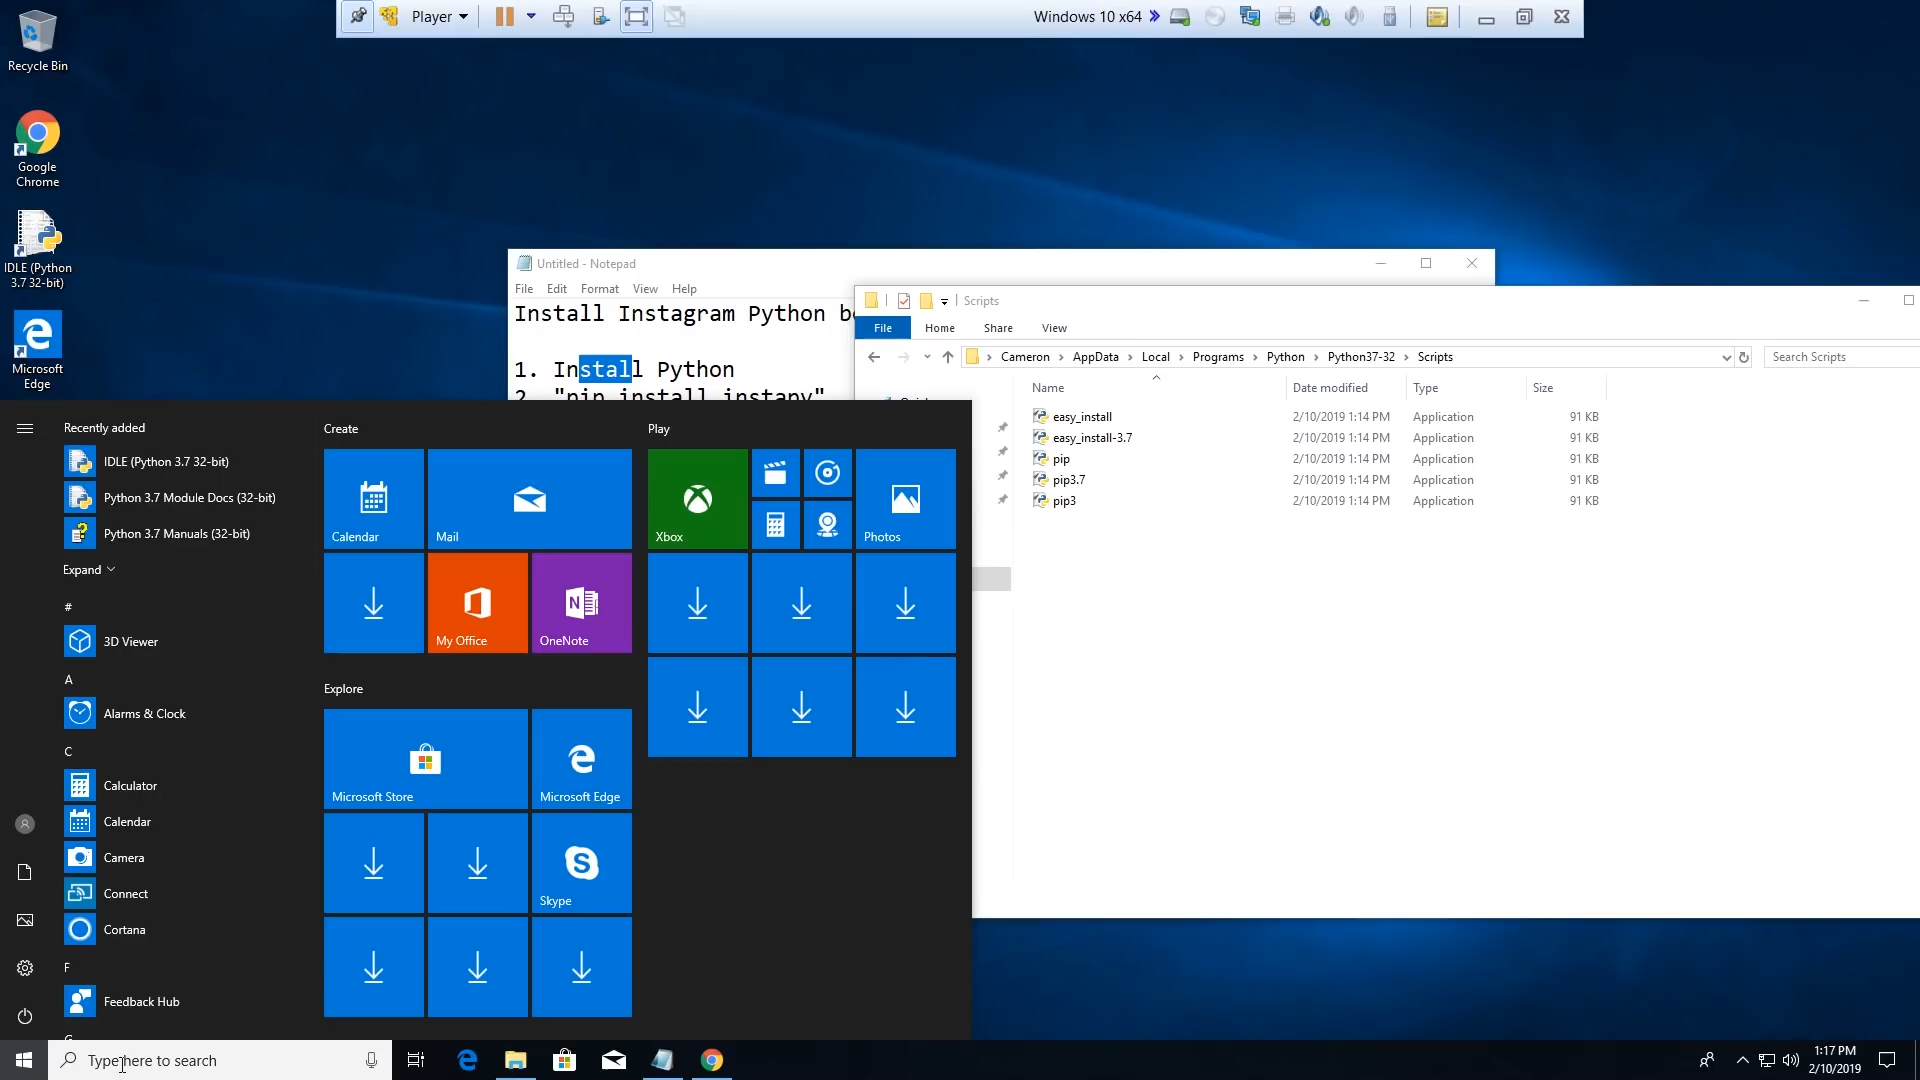 Player
Windows 10 x64
Recycle Bin
Google
Chrome
IDLE (Python
3.7 32-bit)
Microsoft
Edge
Untitled - Notepad
File Edit Format View Help
Install Instagram Python
1. Install Python
2. "pip install instapy"
Scripts
File Home Share View
Cameron AppData Local Programs Python Python37-32 Scripts
Search Scripts
Name Date modified Type Size
easy_install 2/10/2019 1:14 PM Application 91 KB
easy_install-3.7 2/10/2019 1:14 PM Application 91 KB
pip 2/10/2019 1:14 PM Application 91 KB
pip3.7 2/10/2019 1:14 PM Application 91 KB
pip3 2/10/2019 1:14 PM Application 91 KB
Recently added
IDLE (Python 3.7 32-bit)
Python 3.7 Module Docs (32-bit)
Python 3.7 Manuals (32-bit)
Expand
#
3D Viewer
A
Alarms & Clock
C
Calculator
Calendar
Camera
Connect
Cortana
F
Feedback Hub
G
Create
Calendar
Mail
My Office
OneNote
Explore
Microsoft Store
Microsoft Edge
Skype
Play
Xbox
Photos
Type here to search
1:17 PM
2/10/2019